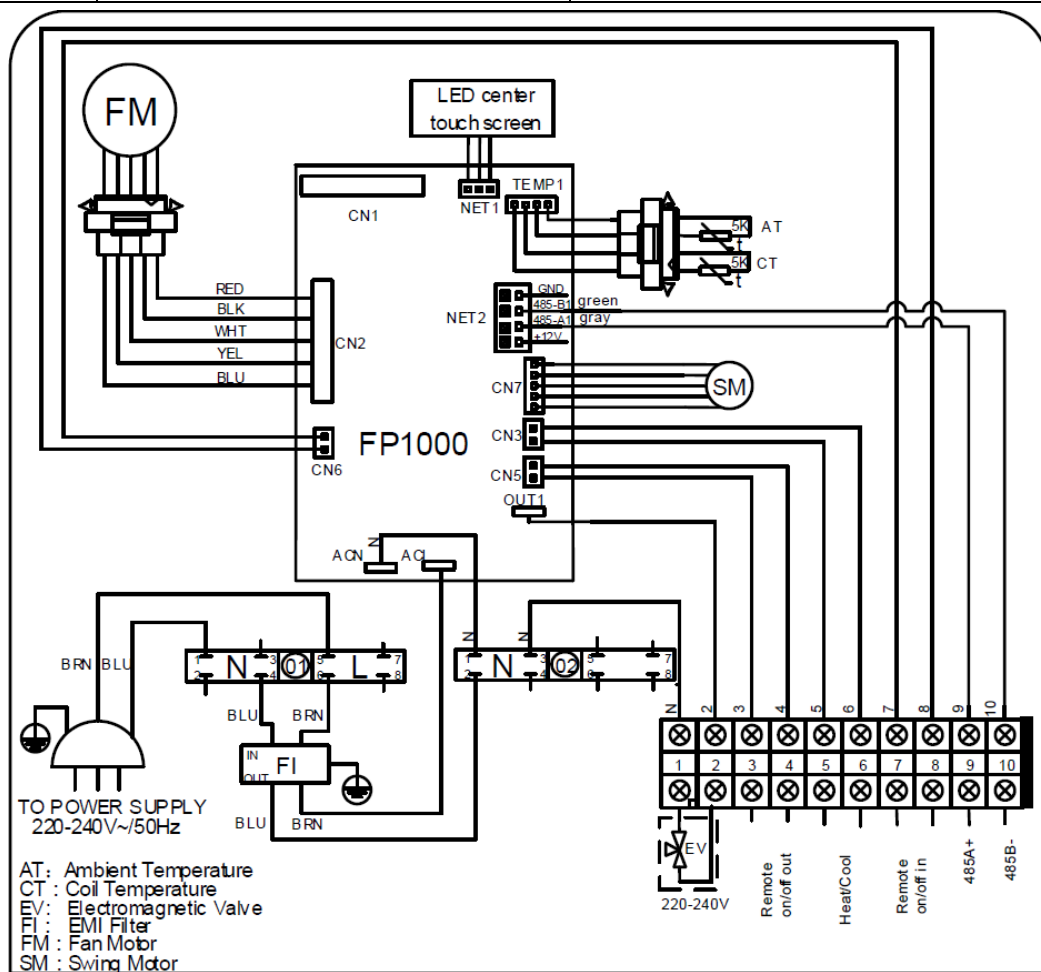 FM
LED center
touch screen
CN1
NET1
TEMP1
5K AT
t
5K CT
t
RED
BLK
WHT
YEL
BLU
CN2
NET2
GND
485-B1 green
485-A1 gray
+12V
CN7
SM
CN3
CN5
OUT1
CN6
FP1000
ACN
N
ACL
BRN BLU
1 N 3 01 5 L 7
2 4 6 8
N N
1 N 3 02 5 7
2 4 6 8
BLU BRN
IN
OUT FI
BLU BRN
TO POWER SUPPLY
220-240V~/50Hz
N 2 3 4 5 6 7 8 9 10
1 2 3 4 5 6 7 8 9 10
EV
220-240V
Remote
on/off out
Heat/Cool
Remote
on/off in
485A+
485B-
AT: Ambient Temperature
CT : Coil Temperature
EV: Electromagnetic Valve
FI : EMI Filter
FM : Fan Motor
SM : Swing Motor